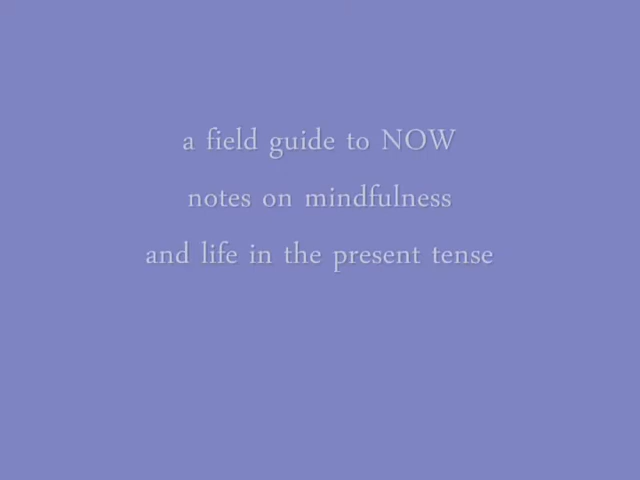 a field guide to NOW
notes on mindfulness
and life in the present tense